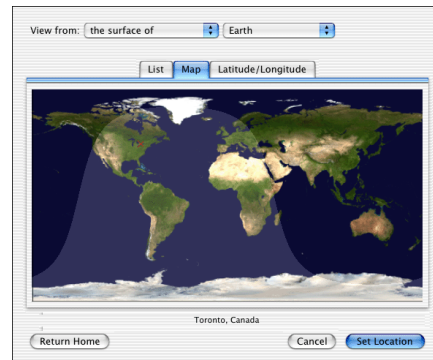 View from: the surface of Earth
List Map Latitude/Longitude
Toronto, Canada
Return Home Cancel Set Location